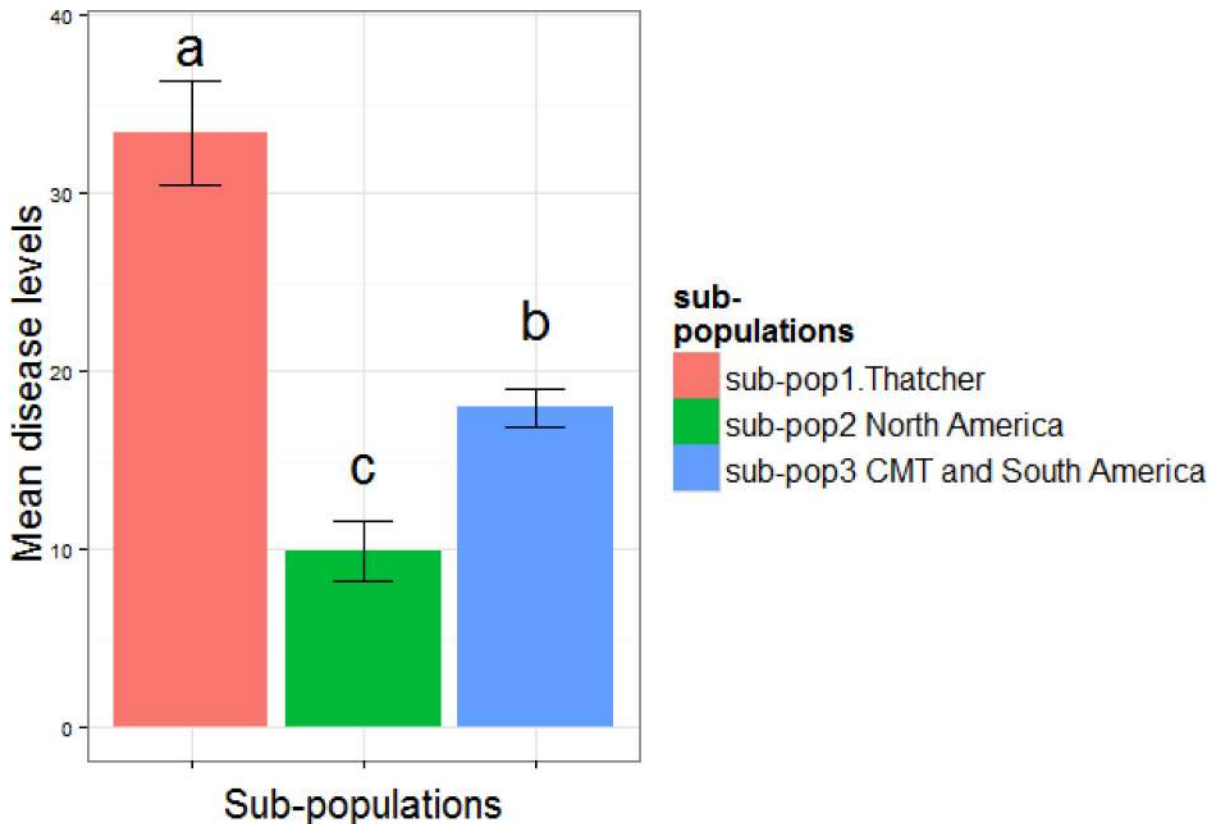 40
a
30
b
20
c
10
0
Mean disease levels
Sub-populations
sub-
populations
sub-pop1.Thatcher
sub-pop2 North America
sub-pop3 CMT and South America